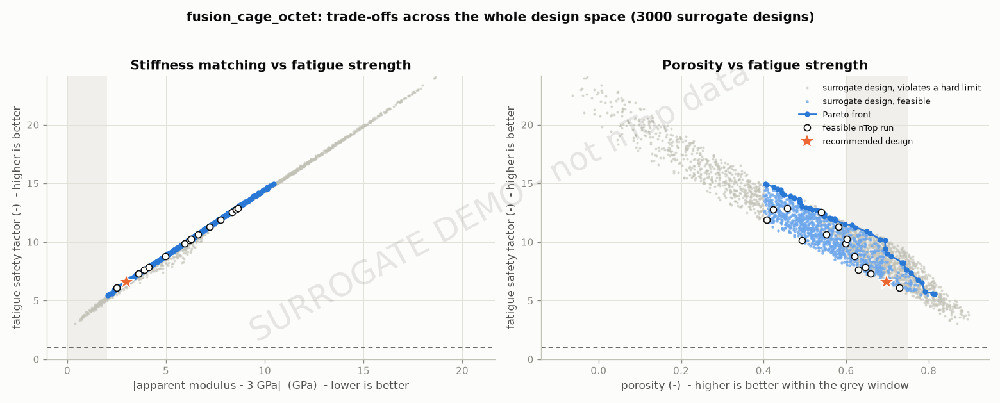 fusion_cage_octet: trade-offs across the whole design space (3000 surrogate designs)
Stiffness matching vs fatigue strength
fatigue safety factor (-)  - higher is better
20
15
10
5
0
0
5
10
15
20
|apparent modulus - 3 GPa|  (GPa)  - lower is better
SURROGATE DEMO - not nTop data
Porosity vs fatigue strength
surrogate design, violates a hard limit
surrogate design, feasible
Pareto front
feasible nTop run
recommended design
fatigue safety factor (-)  - higher is better
20
15
10
5
0
0.0
0.2
0.4
0.6
0.8
porosity (-)  - higher is better within the grey window